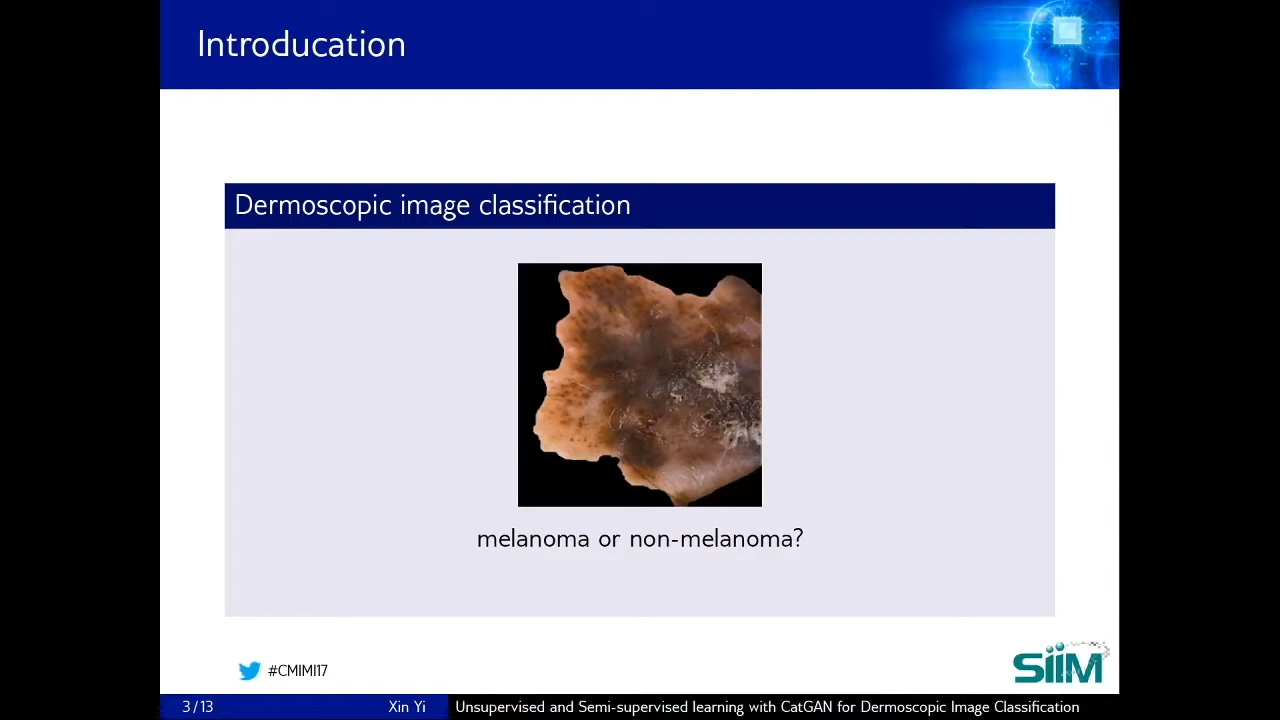 Introducation
Dermoscopic image classification
melanoma or non-melanoma?
#CMIMI17
SiiM
3/13 Xin Yi Unsupervised and Semi-supervised learning with CatGAN for Dermoscopic Image Classification